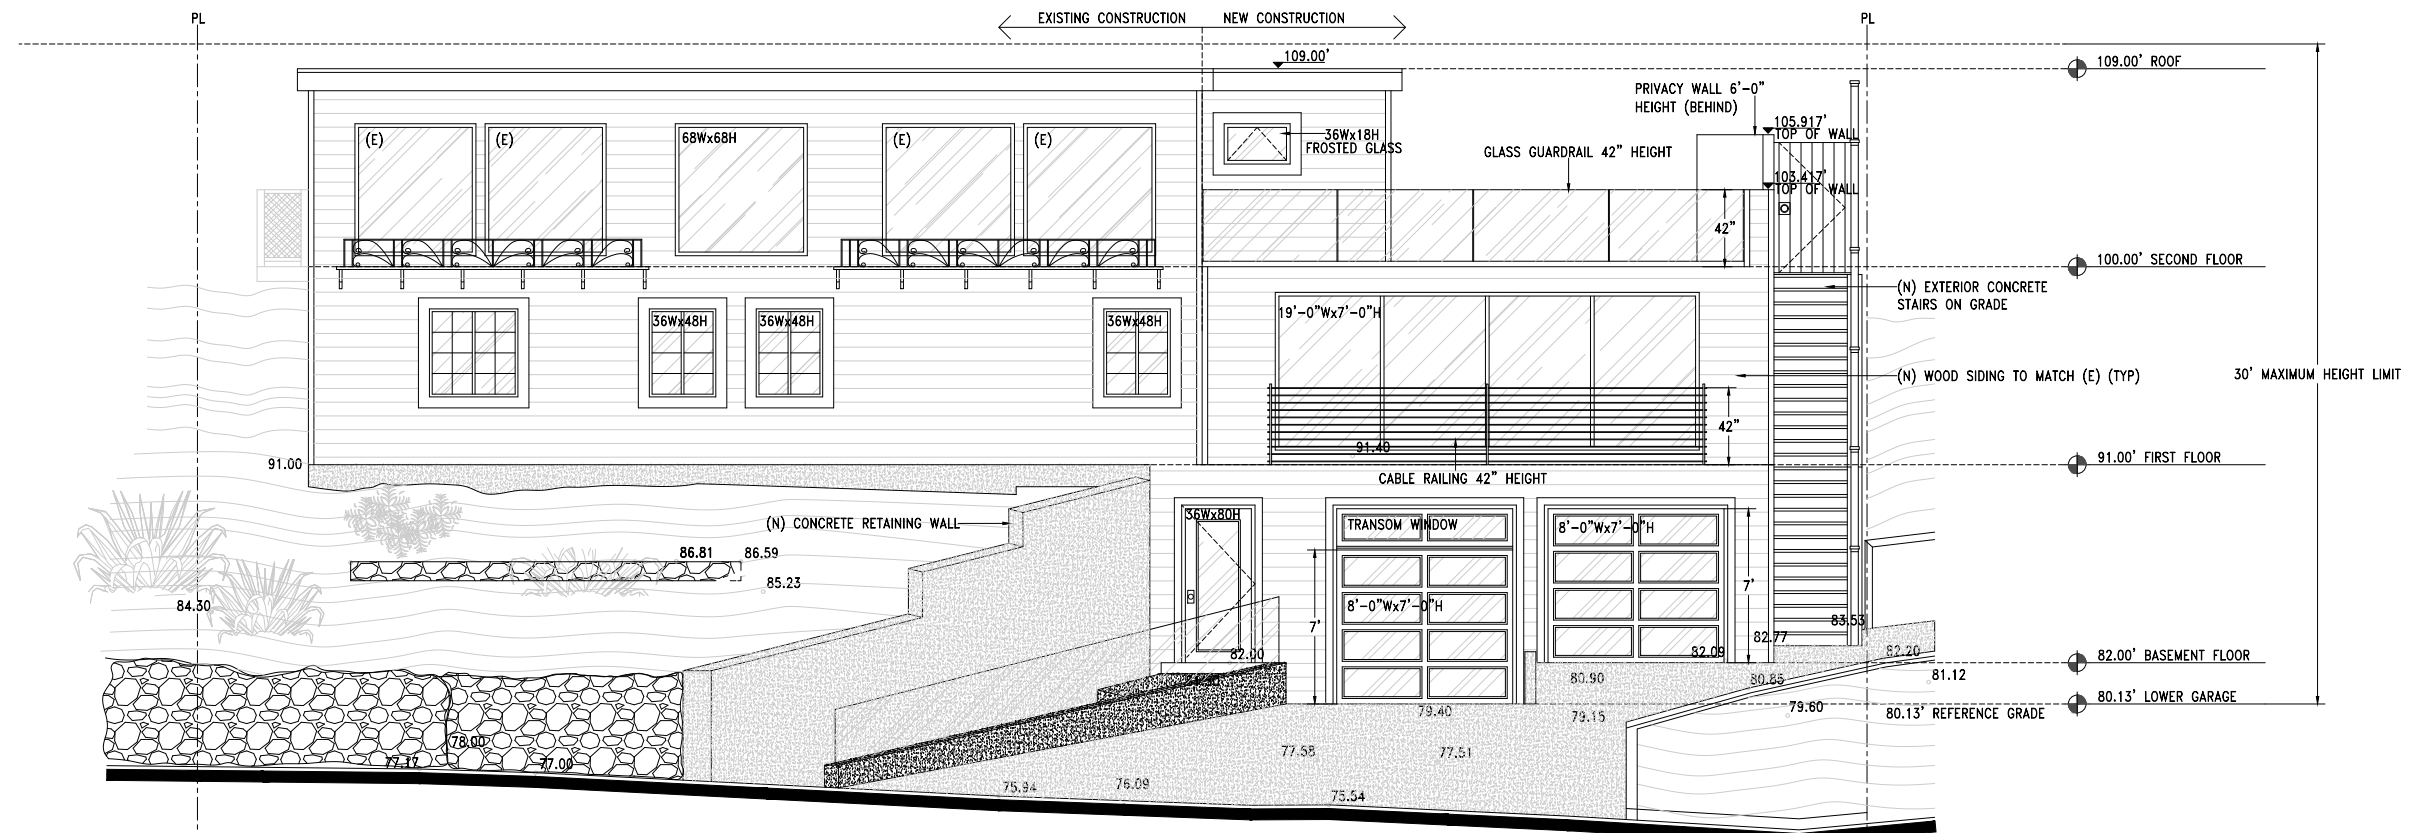 PL
EXISTING CONSTRUCTION
NEW CONSTRUCTION
PL
109.00'
109.00' ROOF
PRIVACY WALL 6'-0"
HEIGHT (BEHIND)
(E)
(E)
68Wx68H
(E)
(E)
36Wx18H
FROSTED GLASS
GLASS GUARDRAIL 42" HEIGHT
105.917'
TOP OF WALL
103.417'
TOP OF WALL
42"
100.00' SECOND FLOOR
(N) EXTERIOR CONCRETE
STAIRS ON GRADE
36Wx48H
36Wx48H
36Wx48H
19'-0"Wx7'-0"H
(N) WOOD SIDING TO MATCH (E) (TYP)
30' MAXIMUM HEIGHT LIMIT
42"
91.40
91.00
91.00' FIRST FLOOR
CABLE RAILING 42" HEIGHT
(N) CONCRETE RETAINING WALL
36Wx80H
TRANSOM WINDOW
8'-0"Wx7'-0"H
86.81
86.59
85.23
7'
84.30
8'-0"Wx7'-0"H
7'
83.53
82.77
82.00
82.09
82.20
82.00' BASEMENT FLOOR
80.90
80.85
81.12
80.13' LOWER GARAGE
79.40
79.15
79.60
80.13' REFERENCE GRADE
78.00
77.58
77.51
77.17
77.00
75.94
76.09
75.54